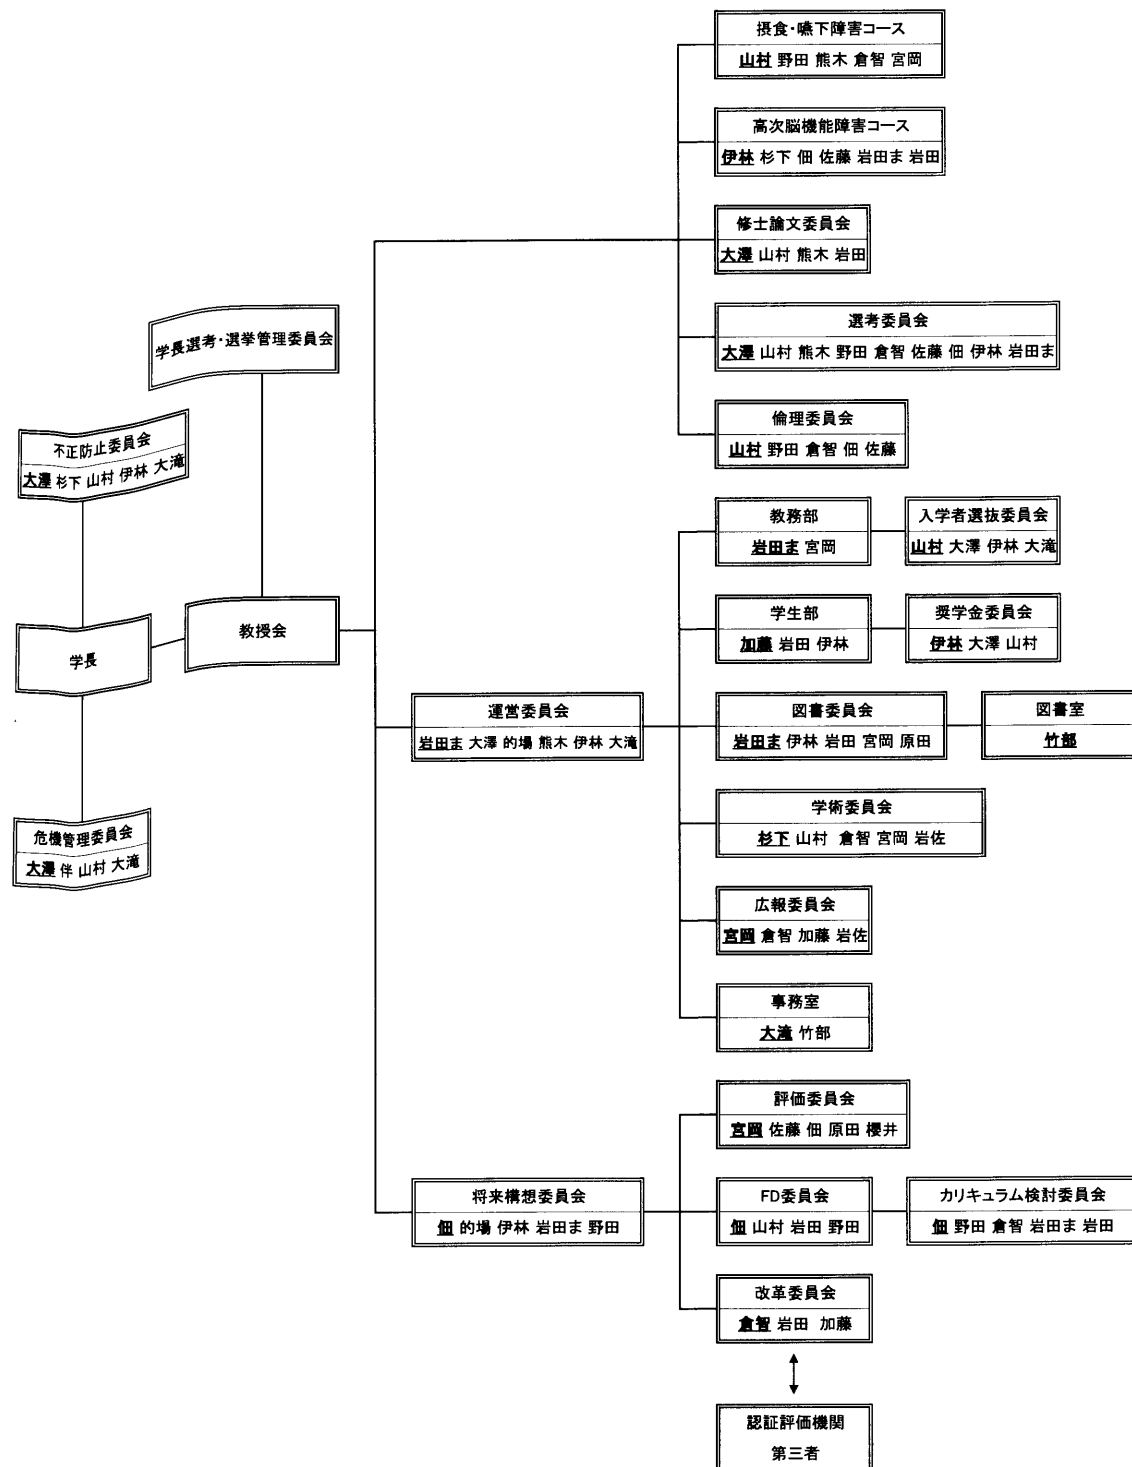 摂食・嚥下障害コース
山村 野田 熊木 倉智 宮岡
高次脳機能障害コース
伊林 杉下 佃 佐藤 岩田ま 岩田
修士論文委員会
大澤 山村 熊木 岩田
学長選考・選挙管理委員会
選考委員会
大澤 山村 熊木 野田 倉智 佐藤 佃 伊林 岩田ま
不正防止委員会
大澤 杉下 山村 伊林 大滝
倫理委員会
山村 野田 倉智 佃 佐藤
教務部
岩田ま 宮岡
入学者選抜委員会
山村 大澤 伊林 大滝
学長
教授会
学生部
加藤 岩田 伊林
奨学金委員会
伊林 大澤 山村
運営委員会
岩田ま 大澤 的場 熊木 伊林 大滝
図書委員会
岩田ま 伊林 岩田 宮岡 原田
図書室
竹部
危機管理委員会
大澤 伴 山村 大滝
学術委員会
杉下 山村 倉智 宮岡 岩佐
広報委員会
宮岡 倉智 加藤 岩佐
事務室
大滝 竹部
評価委員会
宮岡 佐藤 佃 原田 櫻井
将来構想委員会
佃 的場 伊林 岩田ま 野田
FD委員会
佃 山村 岩田 野田
カリキュラム検討委員会
佃 野田 倉智 岩田ま 岩田
改革委員会
倉智 岩田 加藤
認証評価機関
第三者